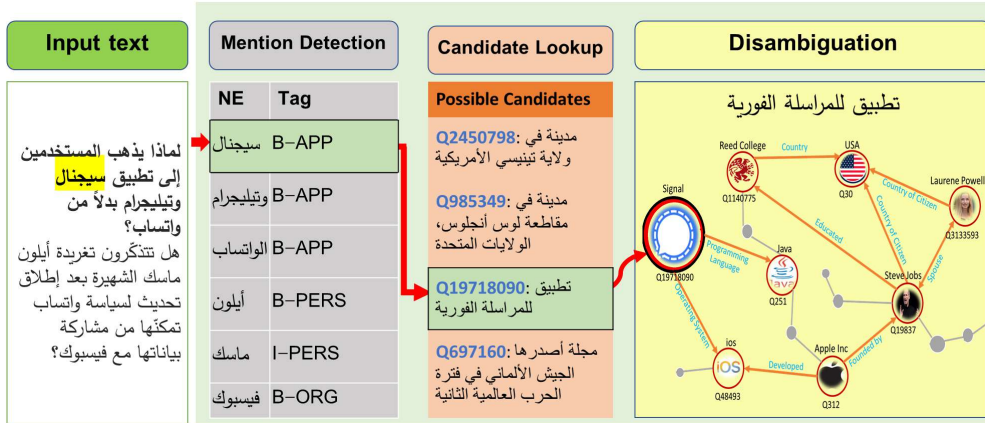 Input text
لماذا يذهب المستخدمين
إلى تطبيق سيجنال
وتيليجرام بدلاً من
واتساب؟
هل تتذكّرون تغريدة أيلون
ماسك الشهيرة بعد إطلاق
تحديث لسياسة واتساب
تمكنّها من مشاركة
بياناتها مع فيسبوك؟
Mention Detection
NE Tag
سيجنال B-APP
وتيليجرام B-APP
الواتساب B-APP
أيلون B-PERS
ماسك I-PERS
فيسبوك B-ORG
Candidate Lookup
Possible Candidates
Q2450798: مدينة في
ولاية تينيسي الأمريكية
Q985349: مدينة في
مقاطعة لوس أنجلوس،
الولايات المتحدة
Q19718090: تطبيق
للمراسلة الفورية
Q697160: مجلة أصدرها
الجيش الألماني في فترة
الحرب العالمية الثانية
Disambiguation
تطبيق للمراسلة الفورية
Reed College
Q1140775
Country
USA
Q30
Laurene Powell
Q3133593
Country of Citizen
Signal
Q19718090
Programming
Language
Educated
Country of Citizen
Spouse
Java
Java
Q251
Steve Jobs
Q19837
Operating System
ios
iOS
Q48493
Developed
Apple Inc
Q312
Founded by